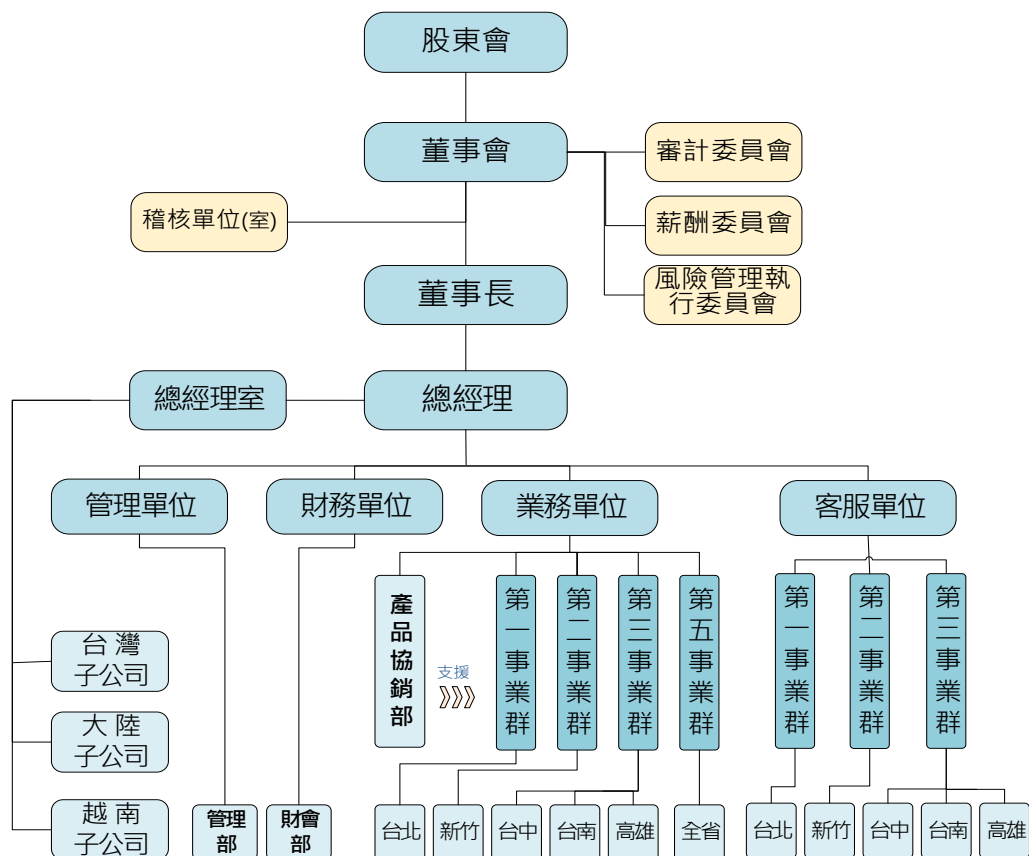 股東會
董事會
審計委員會
稽核單位(室)
薪酬委員會
董事長
風險管理執
行委員會
總經理室
總經理
管理單位
財務單位
業務單位
客服單位
產品協銷部
支援
第一事業群
第二事業群
第三事業群
第五事業群
第一事業群
第二事業群
第三事業群
台灣
子公司
大陸
子公司
越南
子公司
管理
部
財會
部
台北
新竹
台中
台南
高雄
全省
台北
新竹
台中
台南
高雄